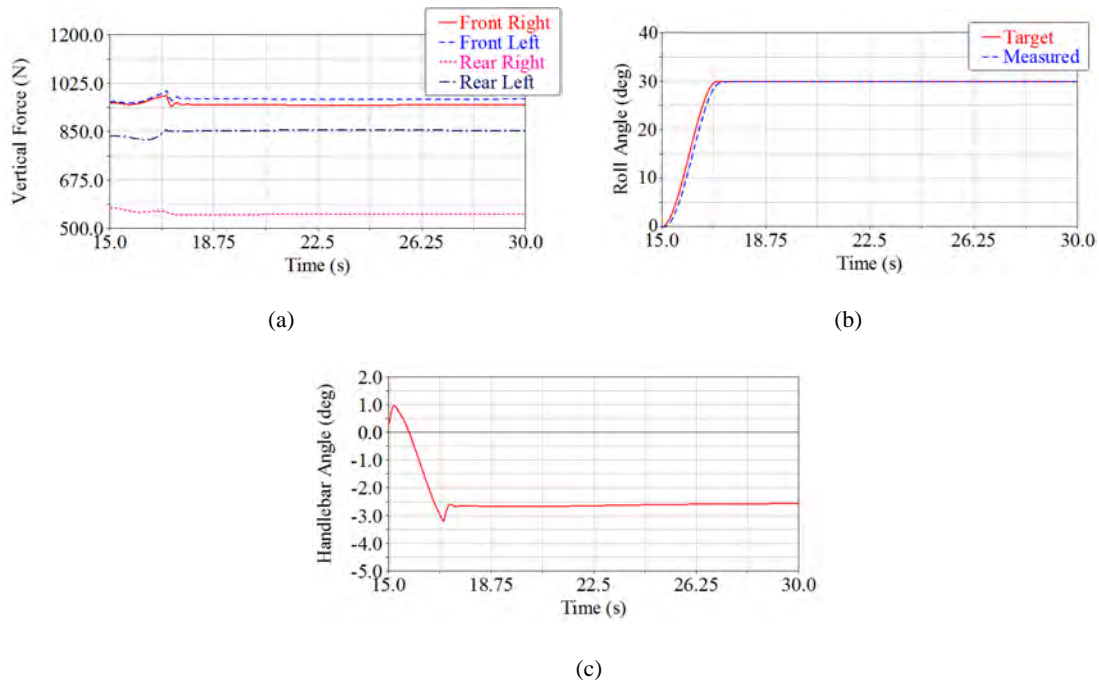 1200.0
1025.0
850.0
675.0
500.0
Vertical Force (N)
Front Right
Front Left
Rear Right
Rear Left
15.0 18.75 22.5 26.25 30.0
Time (s)
(a)
40
30
20
10
0
Roll Angle (deg)
Target
Measured
15.0 18.75 22.5 26.25 30.0
Time (s)
(b)
2.0
1.0
0.0
-1.0
-2.0
-3.0
-4.0
-5.0
Handlebar Angle (deg)
15.0 18.75 22.5 26.25 30.0
Time (s)
(c)